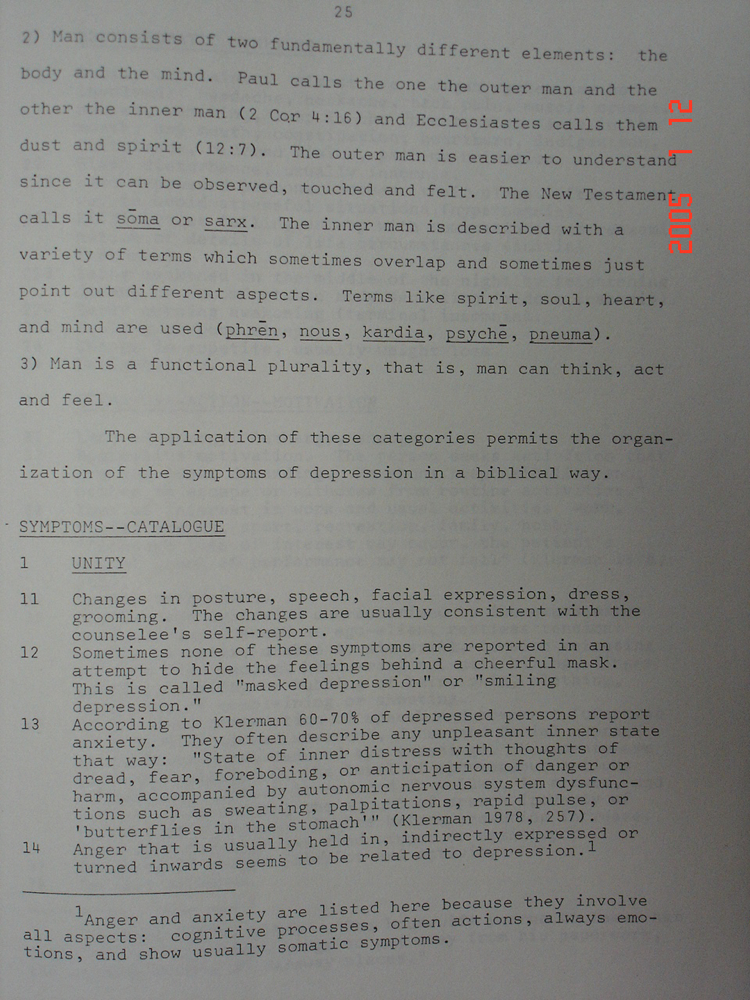 25
2) Man consists of two fundamentally different elements: the
body and the mind. Paul calls the one the outer man and the
other the inner man (2 Cor 4:16) and Ecclesiastes calls them
dust and spirit (12:7). The outer man is easier to understand
since it can be observed, touched and felt. The New Testament
calls it sōma or sarx. The inner man is described with a
variety of terms which sometimes overlap and sometimes just
point out different aspects. Terms like spirit, soul, heart,
and mind are used (phrēn, nous, kardia, psychē, pneuma).
3) Man is a functional plurality, that is, man can think, act
and feel.
The application of these categories permits the organ-
ization of the symptoms of depression in a biblical way.
SYMPTOMS--CATALOGUE
1 UNITY
11 Changes in posture, speech, facial expression, dress,
grooming. The changes are usually consistent with the
counselee's self-report.
12 Sometimes none of these symptoms are reported in an
attempt to hide the feelings behind a cheerful mask.
This is called "masked depression" or "smiling
depression."
13 According to Klerman 60-70% of depressed persons report
anxiety. They often describe any unpleasant inner state
that way: "State of inner distress with thoughts of
dread, fear, foreboding, or anticipation of danger or
harm, accompanied by autonomic nervous system dysfunc-
tions such as sweating, palpitations, rapid pulse, or
'butterflies in the stomach'" (Klerman 1978, 257).
14 Anger that is usually held in, indirectly expressed or
turned inwards seems to be related to depression.1
1Anger and anxiety are listed here because they involve
all aspects: cognitive processes, often actions, always emo-
tions, and show usually somatic symptoms.
2005 1 12